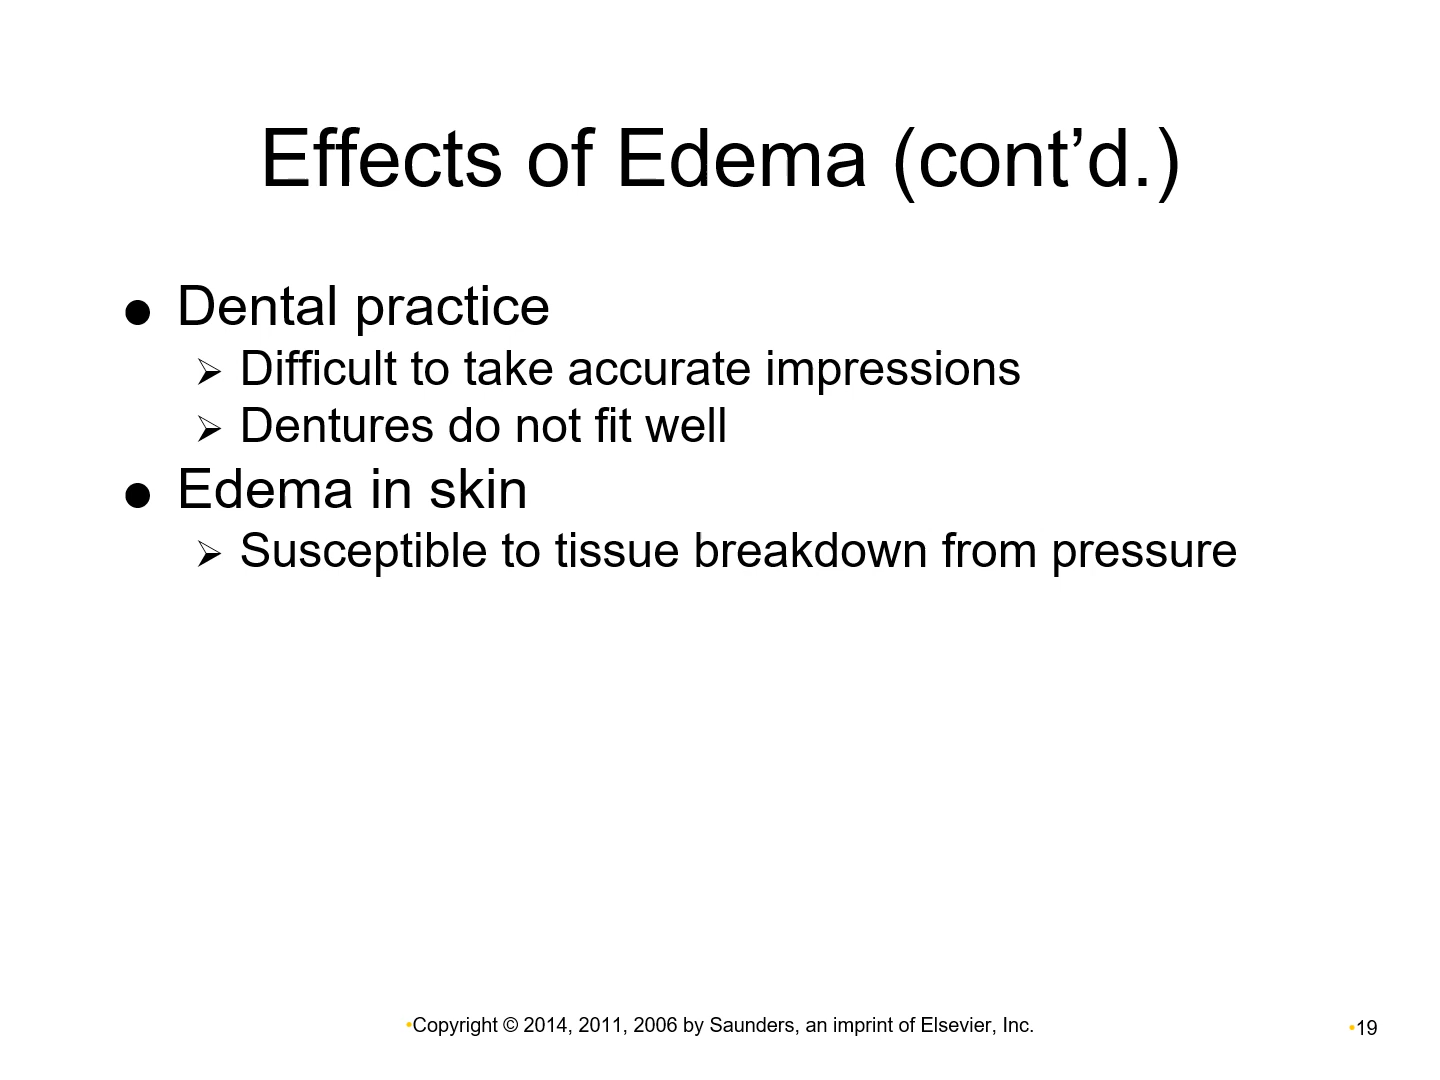 Effects of Edema (cont’d.)
● Dental practice
➢ Difficult to take accurate impressions
➢ Dentures do not fit well
● Edema in skin
➢ Susceptible to tissue breakdown from pressure
•Copyright © 2014, 2011, 2006 by Saunders, an imprint of Elsevier, Inc.
•19